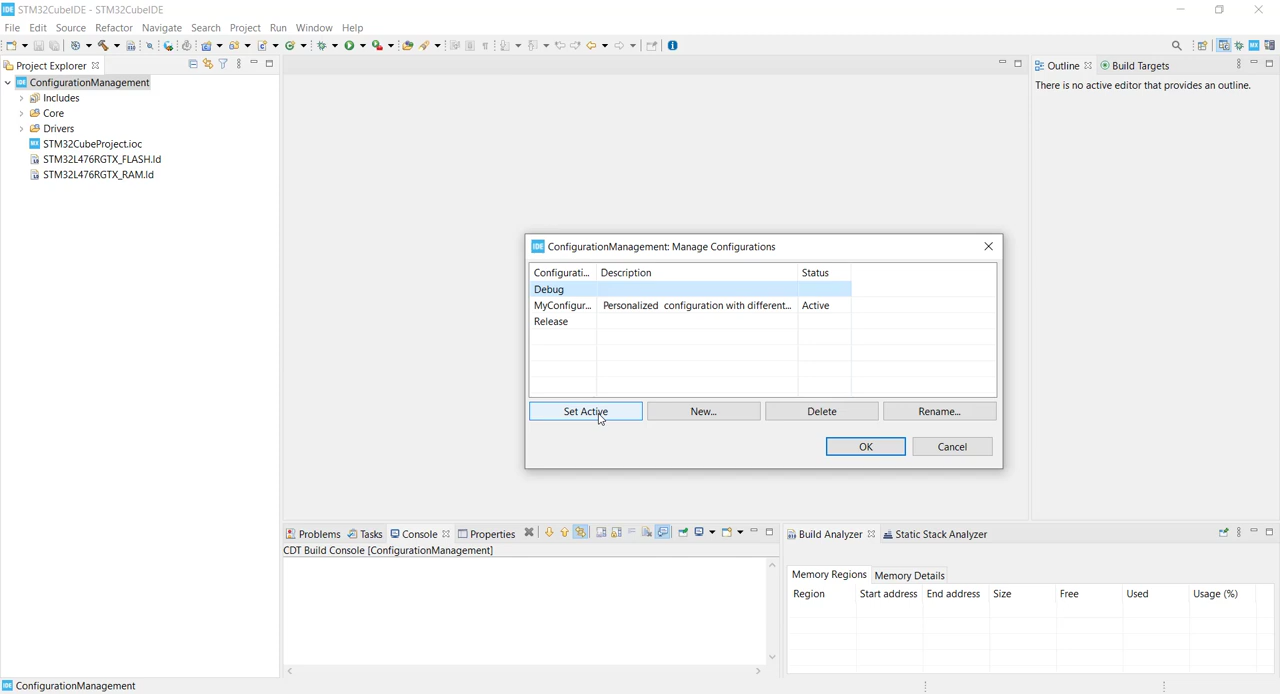 STM32CubeIDE - STM32CubeIDE
File Edit Source Refactor Navigate Search Project Run Window Help
Project Explorer
ConfigurationManagement
Includes
Core
Drivers
STM32CubeProject.ioc
STM32L476RGTX_FLASH.ld
STM32L476RGTX_RAM.ld
Outline Build Targets
There is no active editor that provides an outline.
ConfigurationManagement: Manage Configurations
Configurati... Description Status
Debug
MyConfigur... Personalized configuration with different... Active
Release
Set Active New... Delete Rename...
OK Cancel
Problems Tasks Console Properties
CDT Build Console [ConfigurationManagement]
Build Analyzer Static Stack Analyzer
Memory Regions Memory Details
Region Start address End address Size Free Used Usage (%)
ConfigurationManagement